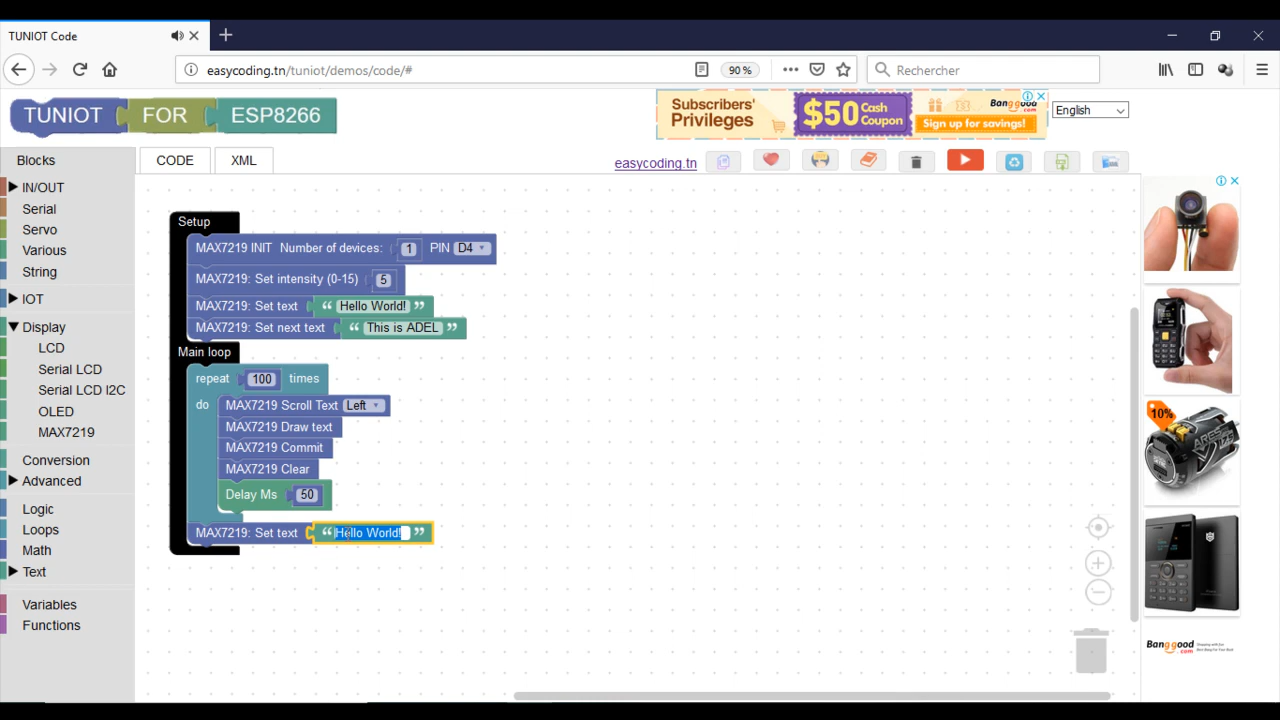 TUNIOT Code
easycoding.tn/tuniot/demos/code/#
90 %
Rechercher
TUNIOT FOR ESP8266
Subscribers' Privileges
$50 Cash Coupon
Banggood.com
Sign up for savings!
English
Blocks
CODE
XML
easycoding.tn
IN/OUT
Serial
Servo
Various
String
IOT
Display
LCD
Serial LCD
Serial LCD I2C
OLED
MAX7219
Conversion
Advanced
Logic
Loops
Math
Text
Variables
Functions
Setup
MAX7219 INIT Number of devices: 1 PIN D4
MAX7219: Set intensity (0-15) 5
MAX7219: Set text “ Hello World! ”
MAX7219: Set next text “ This is ADEL ”
Main loop
repeat 100 times
do MAX7219 Scroll Text Left
MAX7219 Draw text
MAX7219 Commit
MAX7219 Clear
Delay Ms 50
MAX7219: Set text “ Hello World! ”
10%
Banggood.com